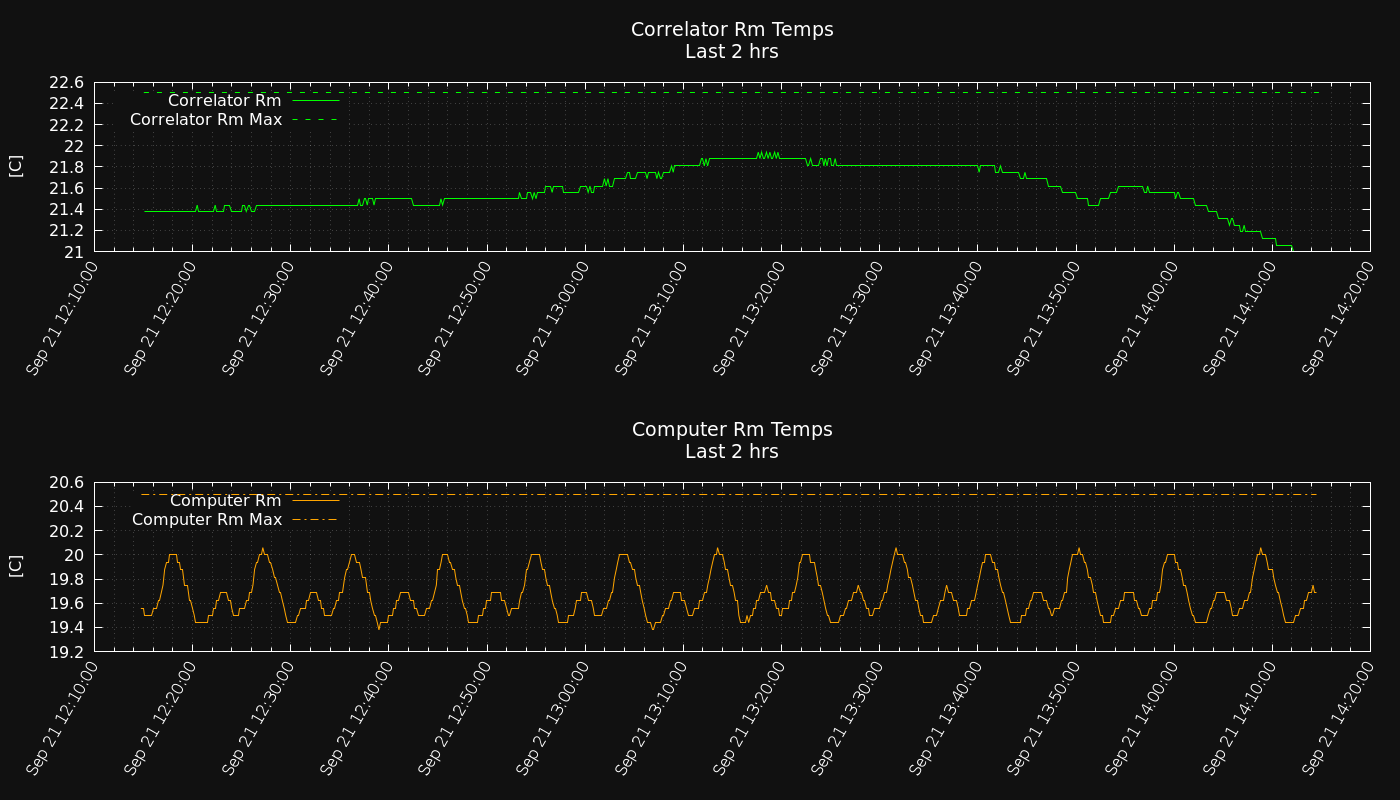 Correlator Rm Temps
Last 2 hrs
22.6
22.4
22.2
22
21.8
21.6
21.4
21.2
21
[C]
Correlator Rm
Correlator Rm Max
Sep 21 12:10:00
Sep 21 12:20:00
Sep 21 12:30:00
Sep 21 12:40:00
Sep 21 12:50:00
Sep 21 13:00:00
Sep 21 13:10:00
Sep 21 13:20:00
Sep 21 13:30:00
Sep 21 13:40:00
Sep 21 13:50:00
Sep 21 14:00:00
Sep 21 14:10:00
Sep 21 14:20:00
Computer Rm Temps
Last 2 hrs
20.6
20.4
20.2
20
19.8
19.6
19.4
19.2
[C]
Computer Rm
Computer Rm Max
Sep 21 12:10:00
Sep 21 12:20:00
Sep 21 12:30:00
Sep 21 12:40:00
Sep 21 12:50:00
Sep 21 13:00:00
Sep 21 13:10:00
Sep 21 13:20:00
Sep 21 13:30:00
Sep 21 13:40:00
Sep 21 13:50:00
Sep 21 14:00:00
Sep 21 14:10:00
Sep 21 14:20:00